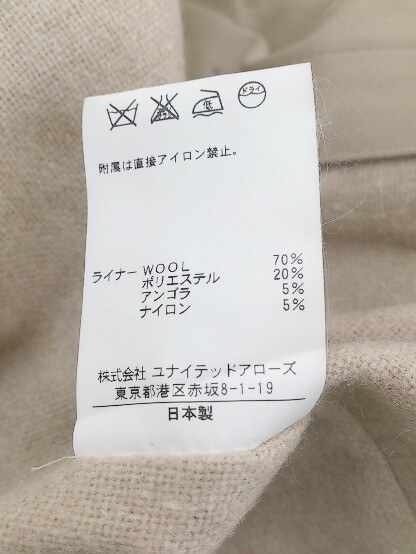 低 ドライ
附属は直接アイロン禁止。
ライナー WOOL 70%
ポリエステル 20%
アンゴラ 5%
ナイロン 5%
株式会社 ユナイテッドアローズ
東京都港区赤坂8-1-19
日本製